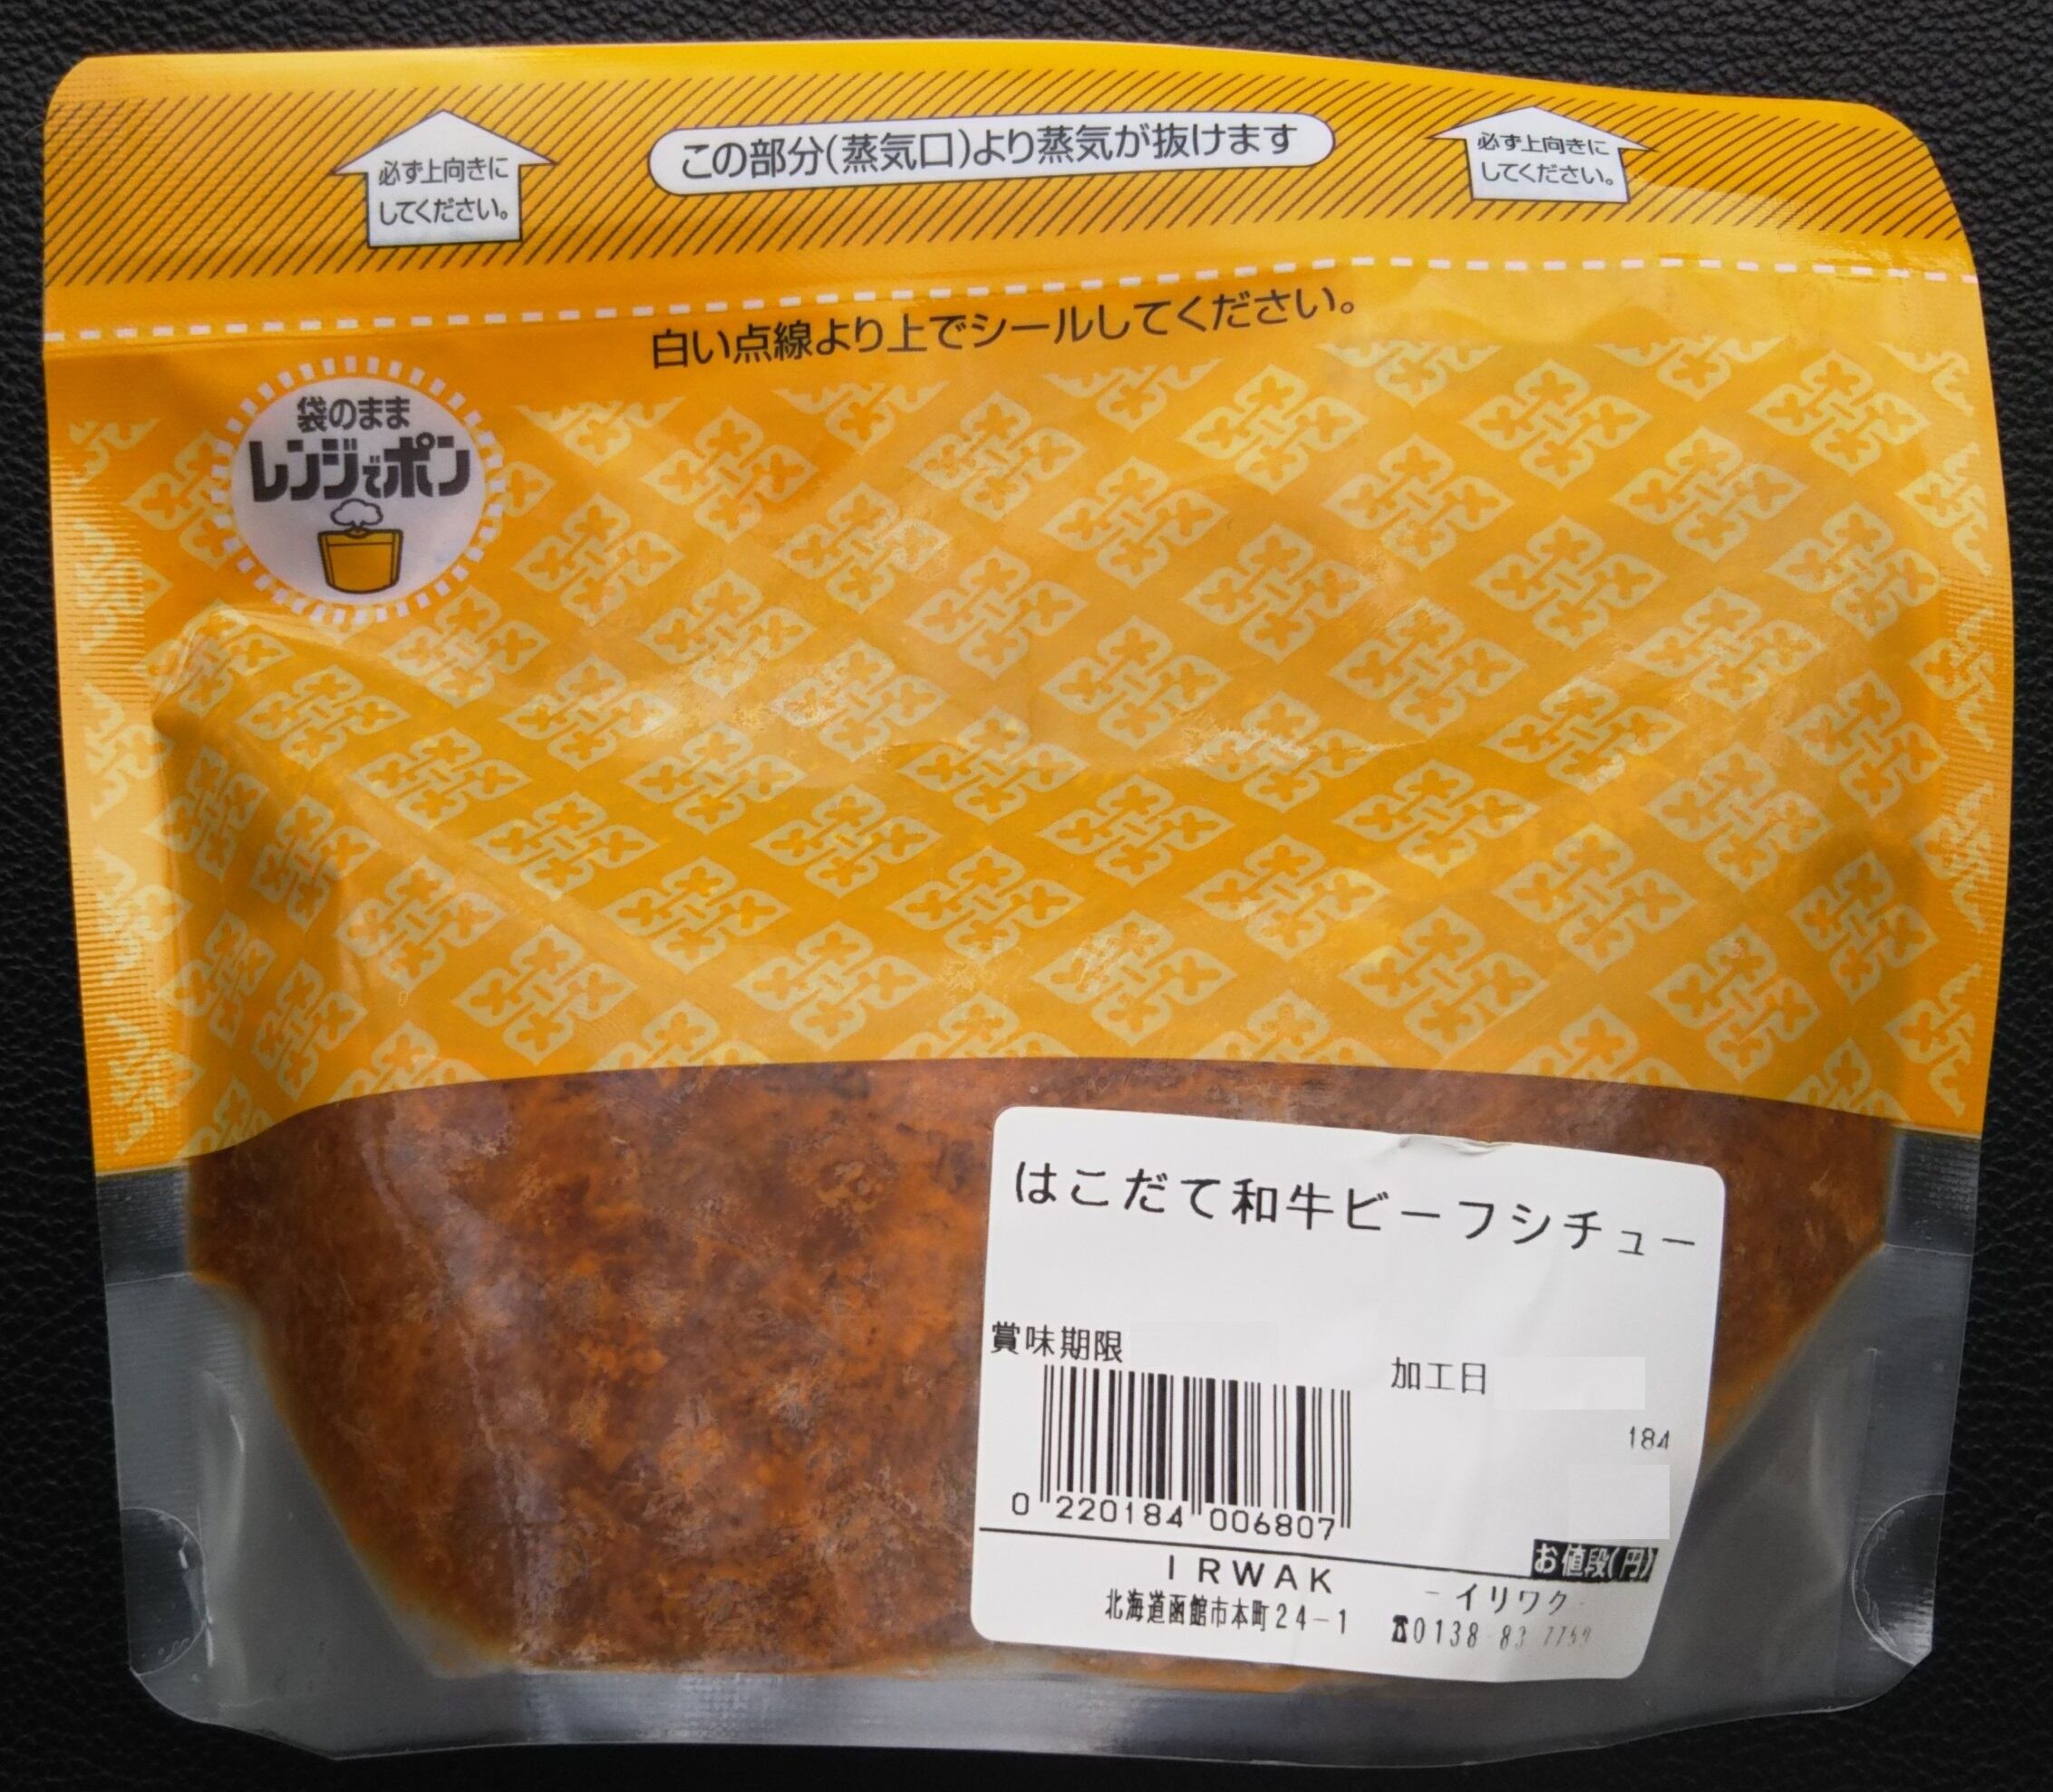 必ず上向きに
してください。
この部分(蒸気口)より蒸気が抜けます
必ず上向きに
してください。
白い点線より上でシールしてください。
袋のまま
レンジでポン
はこだて和牛ビーフシチュー
賞味期限
加工日
184
0 220184 006807
お値段(円)
IRWAK
-イリワク-
北海道函館市本町24-1
☎0138 83 7759